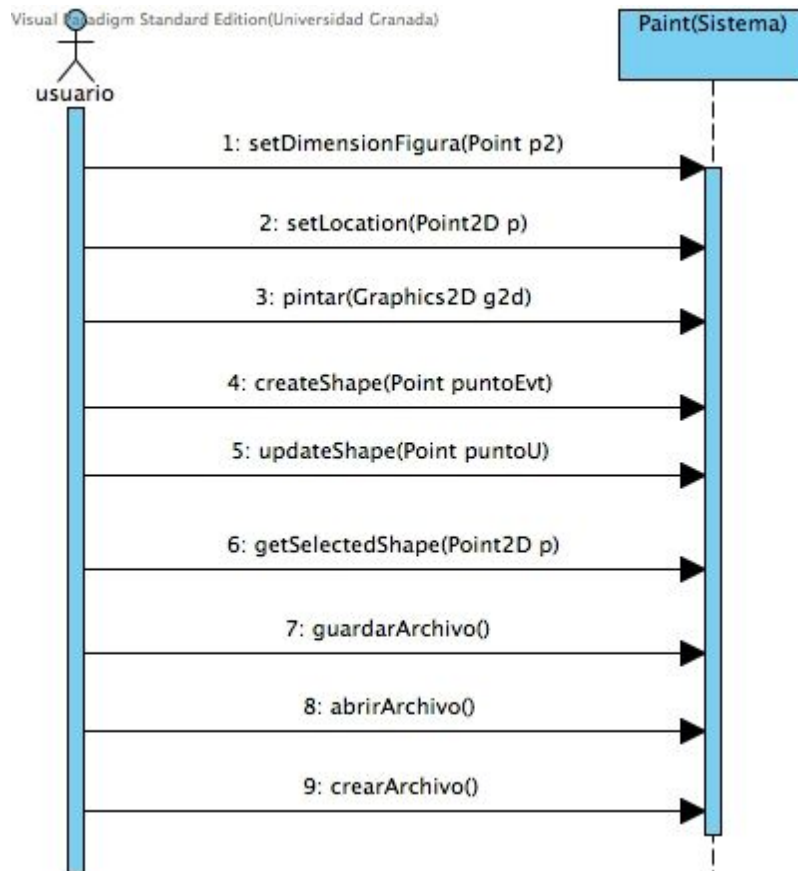 Visual Paradigm Standard Edition(Universidad Granada)
Paint(Sistema)
usuario
1: setDimensionFigura(Point p2)
2: setLocation(Point2D p)
3: pintar(Graphics2D g2d)
4: createShape(Point puntoEvt)
5: updateShape(Point puntoU)
6: getSelectedShape(Point2D p)
7: guardarArchivo()
8: abrirArchivo()
9: crearArchivo()